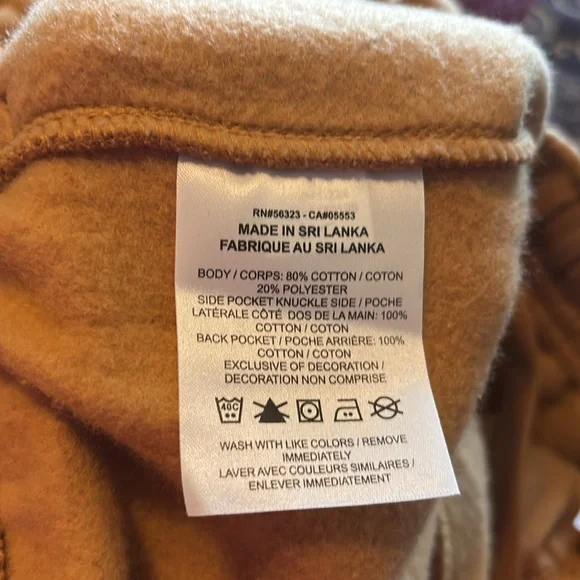 RN#56323 - CA#05553
MADE IN SRI LANKA
FABRIQUE AU SRI LANKA
BODY / CORPS: 80% COTTON / COTON
20% POLYESTER
SIDE POCKET KNUCKLE SIDE / POCHE
LATÉRALE CÔTÉ DOS DE LA MAIN: 100%
COTTON / COTON
BACK POCKET / POCHE ARRIÈRE: 100%
COTTON / COTON
EXCLUSIVE OF DECORATION /
DECORATION NON COMPRISE
40C
WASH WITH LIKE COLORS / REMOVE
IMMEDIATELY
LAVER AVEC COULEURS SIMILAIRES /
ENLEVER IMMEDIATEMENT